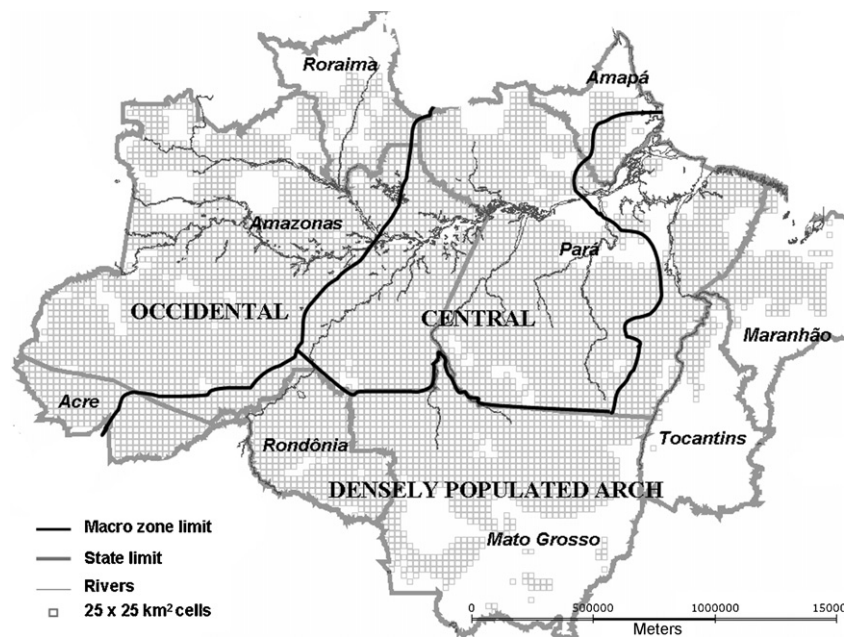 Roraima
Amapá
Amazonas
Pará
OCCIDENTAL
CENTRAL
Maranhão
Acre
Rondônia
Tocantins
DENSELY POPULATED ARCH
Mato Grosso
Macro zone limit
State limit
Rivers
25 x 25 km² cells
0 500000 1000000 15000
Meters